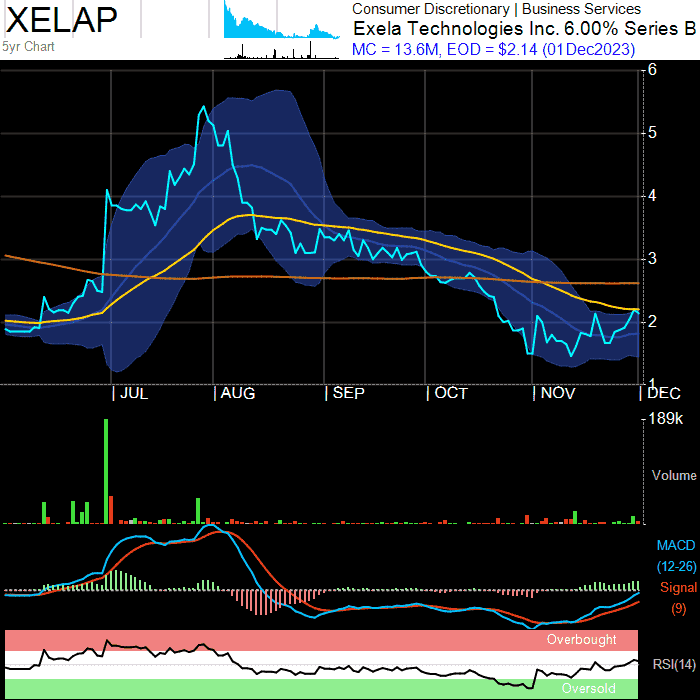 XELAP
5yr Chart
Consumer Discretionary | Business Services
Exela Technologies Inc. 6.00% Series B
MC = 13.6M, EOD = $2.14 (01Dec2023)
6
5
4
3
2
1
JUL AUG SEP OCT NOV DEC
189k
Volume
MACD
(12-26)
Signal
(9)
Overbought
RSI(14)
Oversold